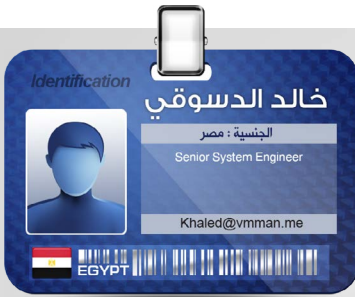 Identification
خالد الدسوقي
الجنسية : مصر
Senior System Engineer
Khaled@vmman.me
EGYPT